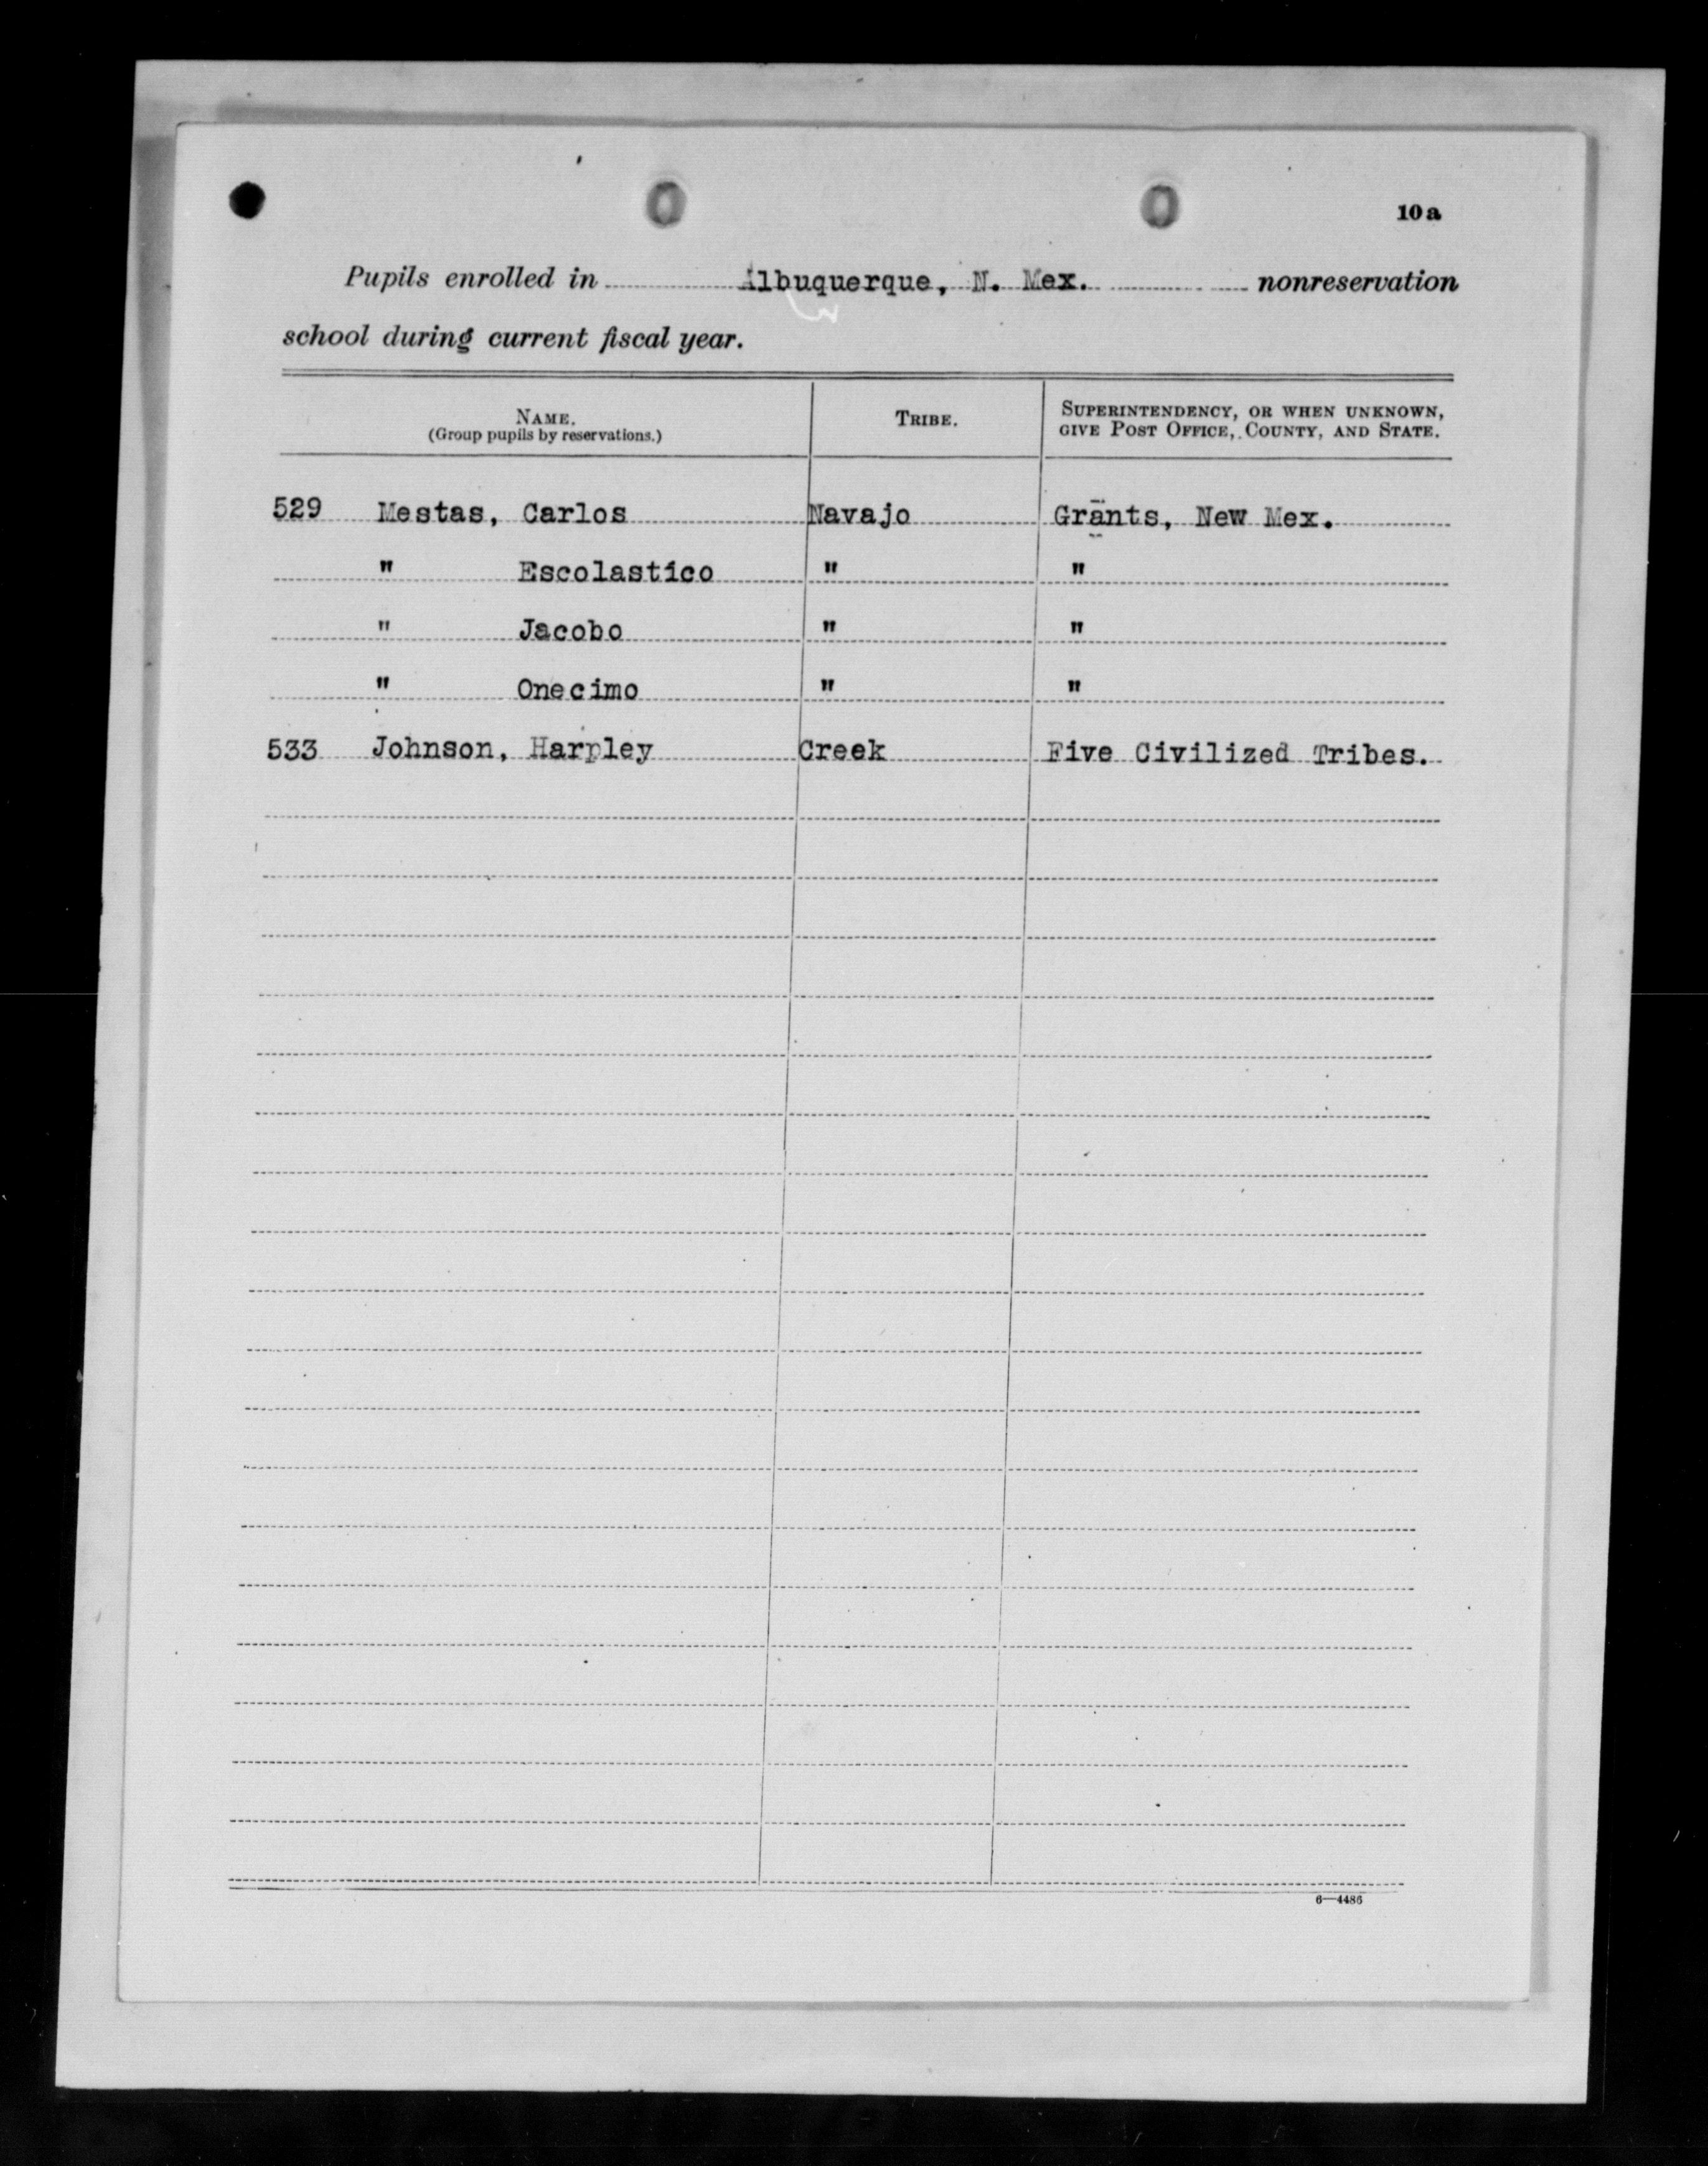 10a
Pupils enrolled in Albuquerque, N. Mex. nonreservation
school during current fiscal year.
NAME. TRIBE. SUPERINTENDENCY, OR WHEN UNKNOWN,
(Group pupils by reservations.) GIVE POST OFFICE, COUNTY, AND STATE.
529 Mestas, Carlos Navajo Grants, New Mex.
" Escolastico " "
" Jacobo " "
" Onecimo " "
533 Johnson, Harpley Creek Five Civilized Tribes.
6—4486